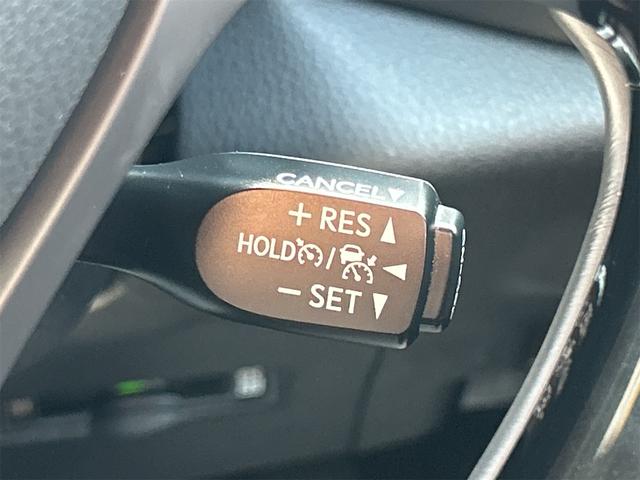 CANCEL▼
+ RES ▲
HOLD / ◀
− SET ▼